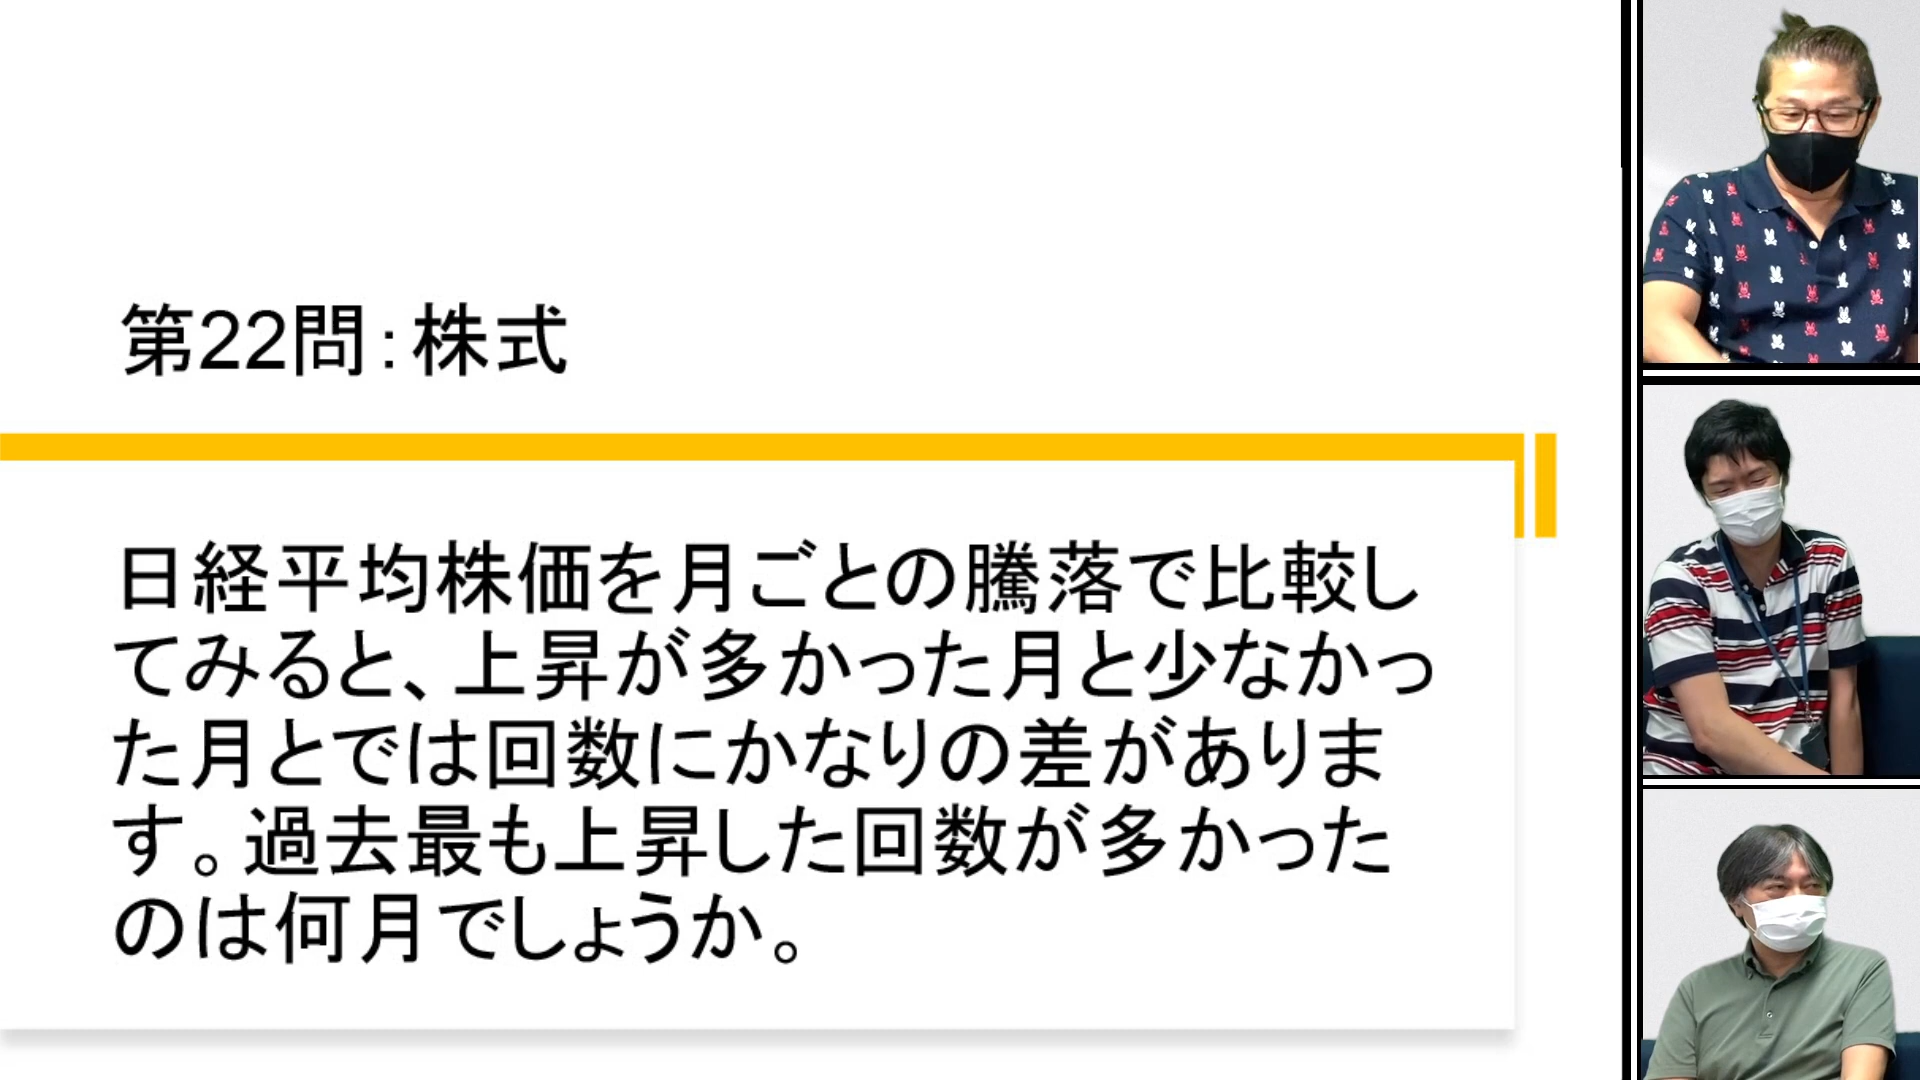 第22問：株式
日経平均株価を月ごとの騰落で比較し
てみると、上昇が多かった月と少なかっ
た月とでは回数にかなりの差がありま
す。過去最も上昇した回数が多かった
のは何月でしょうか。